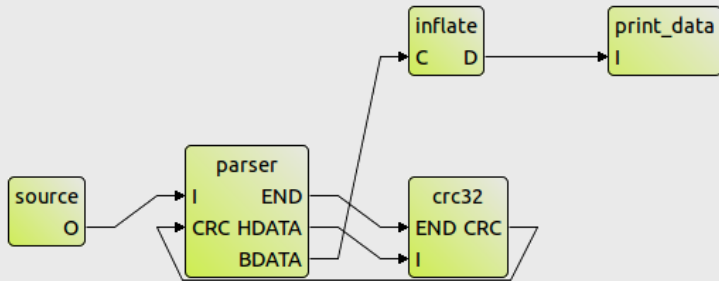 inflate
C D
print_data
I
source
O
parser
I END
CRC HDATA
BDATA
crc32
END CRC
I